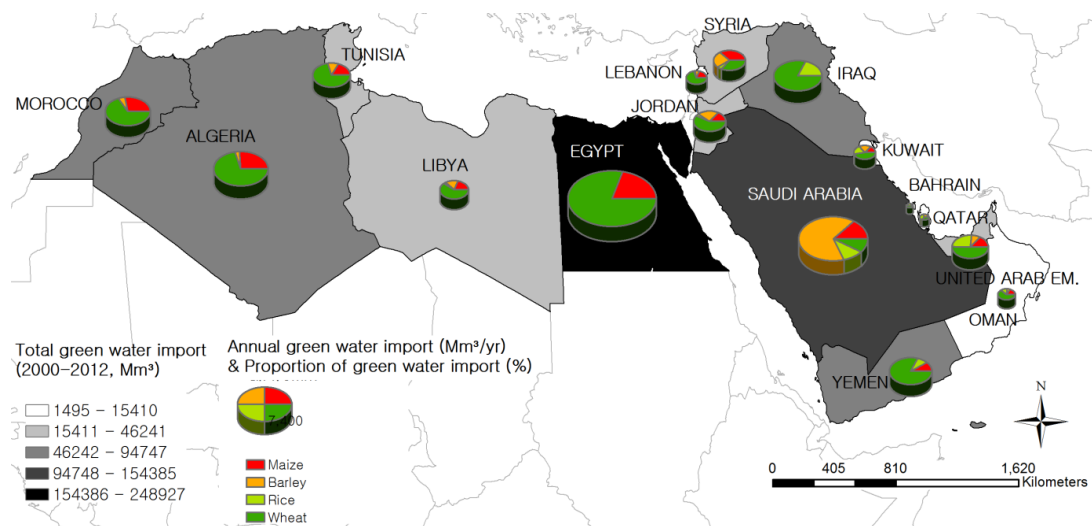 SYRIA
TUNISIA
LEBANON
IRAQ
MOROCCO
JORDAN
ALGERIA
EGYPT
KUWAIT
LIBYA
BAHRAIN
SAUDI ARABIA
QATAR
UNITED ARAB EM.
OMAN
YEMEN
N
Total green water import
(2000-2012, Mm³)
1495 - 15410
15411 - 46241
46242 - 94747
94748 - 154385
154386 - 248927
Annual green water import (Mm³/yr)
& Proportion of green water import (%)
7,400
Maize
Barley
Rice
Wheat
0 405 810 1,620
Kilometers